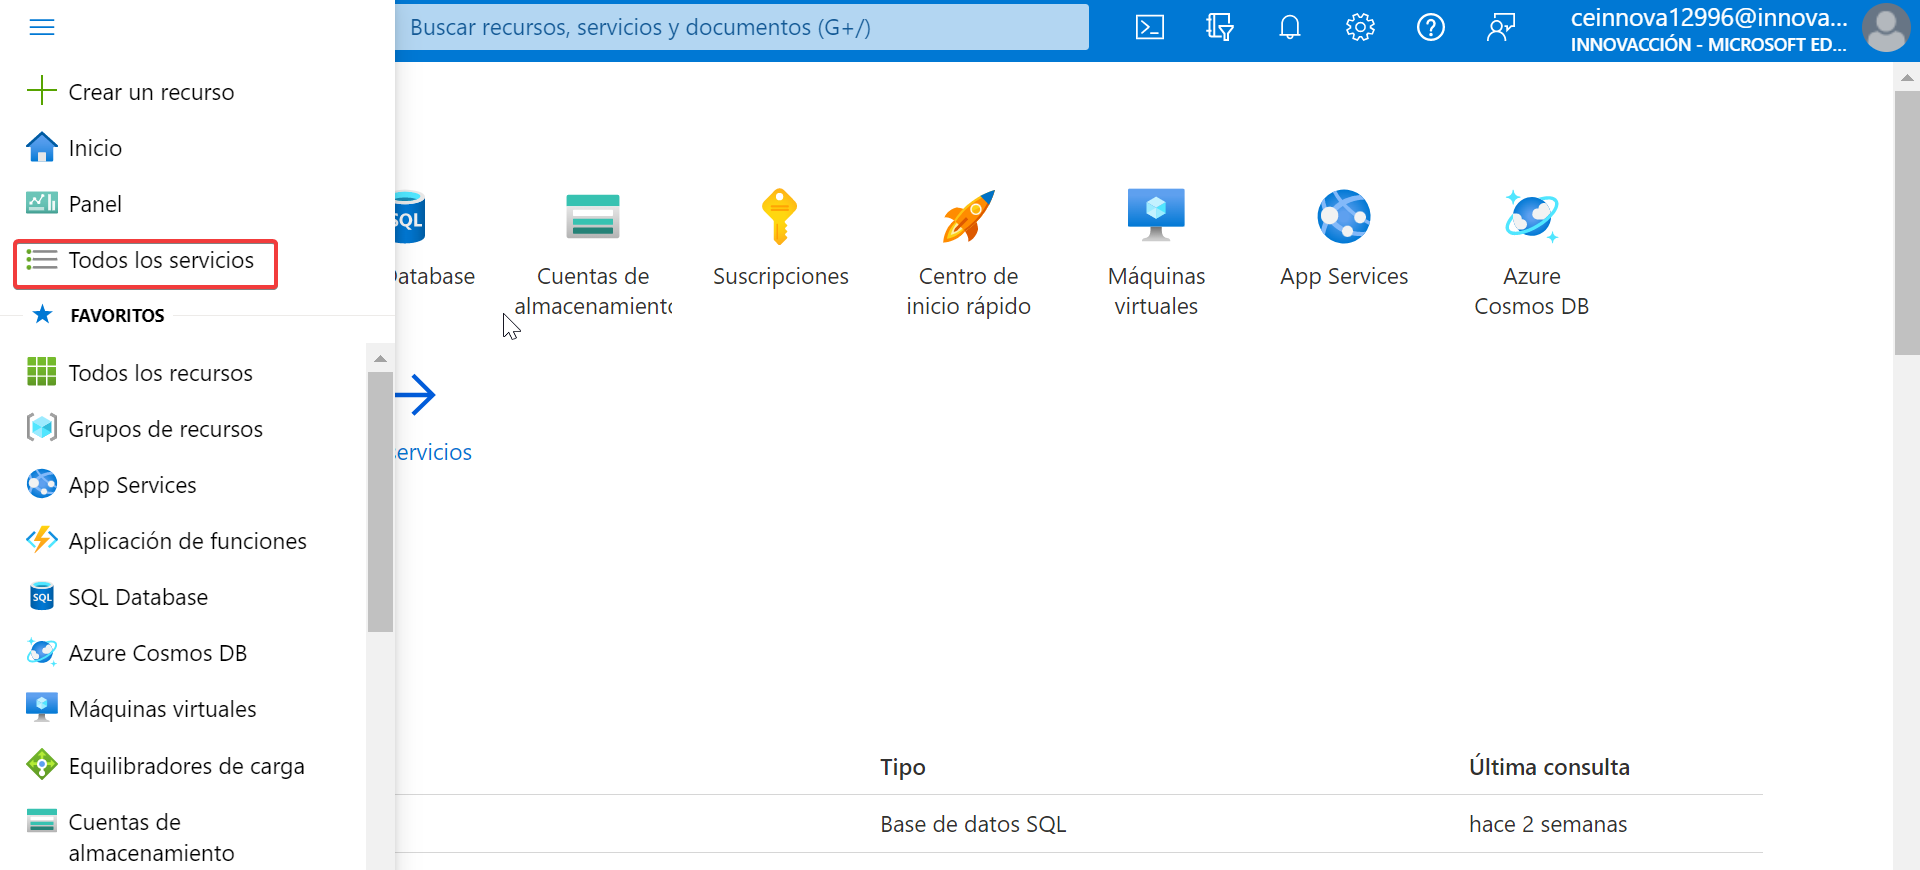 Buscar recursos, servicios y documentos (G+/)
ceinnova12996@innova...
INNOVACCIÓN - MICROSOFT ED...
Crear un recurso
Inicio
Panel
Todos los servicios
FAVORITOS
Todos los recursos
Grupos de recursos
App Services
Aplicación de funciones
SQL Database
Azure Cosmos DB
Máquinas virtuales
Equilibradores de carga
Cuentas de
almacenamiento
SQL
Database
Cuentas de
almacenamiento
Suscripciones
Centro de
inicio rápido
Máquinas
virtuales
App Services
Azure
Cosmos DB
servicios
Tipo
Última consulta
Base de datos SQL
hace 2 semanas